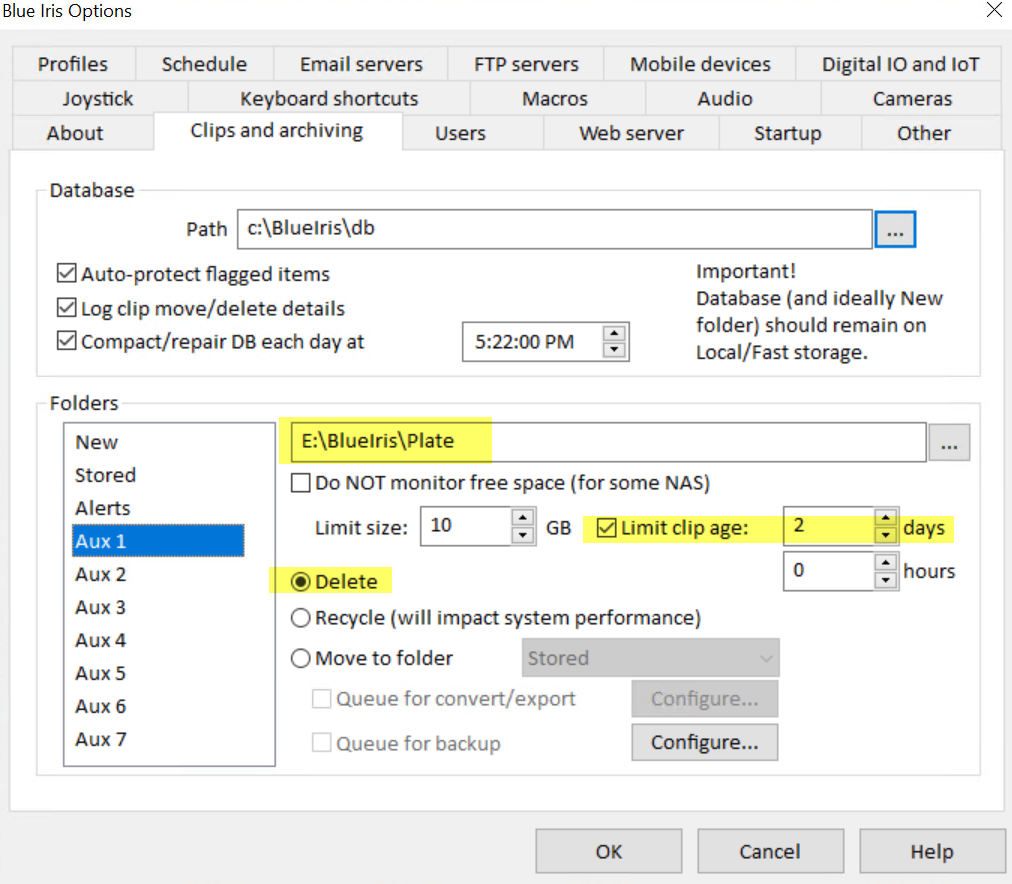 Blue Iris Options
Profiles Schedule Email servers FTP servers Mobile devices Digital IO and IoT
Joystick Keyboard shortcuts Macros Audio Cameras
About Clips and archiving Users Web server Startup Other
Database
Path c:\BlueIris\db ...
Auto-protect flagged items
Log clip move/delete details
Compact/repair DB each day at 5:22:00 PM
Important!
Database (and ideally New
folder) should remain on
Local/Fast storage.
Folders
New
Stored
Alerts
Aux 1
Aux 2
Aux 3
Aux 4
Aux 5
Aux 6
Aux 7
E:\BlueIris\Plate ...
Do NOT monitor free space (for some NAS)
Limit size: 10 GB Limit clip age: 2 days
0 hours
Delete
Recycle (will impact system performance)
Move to folder Stored
Queue for convert/export Configure...
Queue for backup Configure...
OK Cancel Help